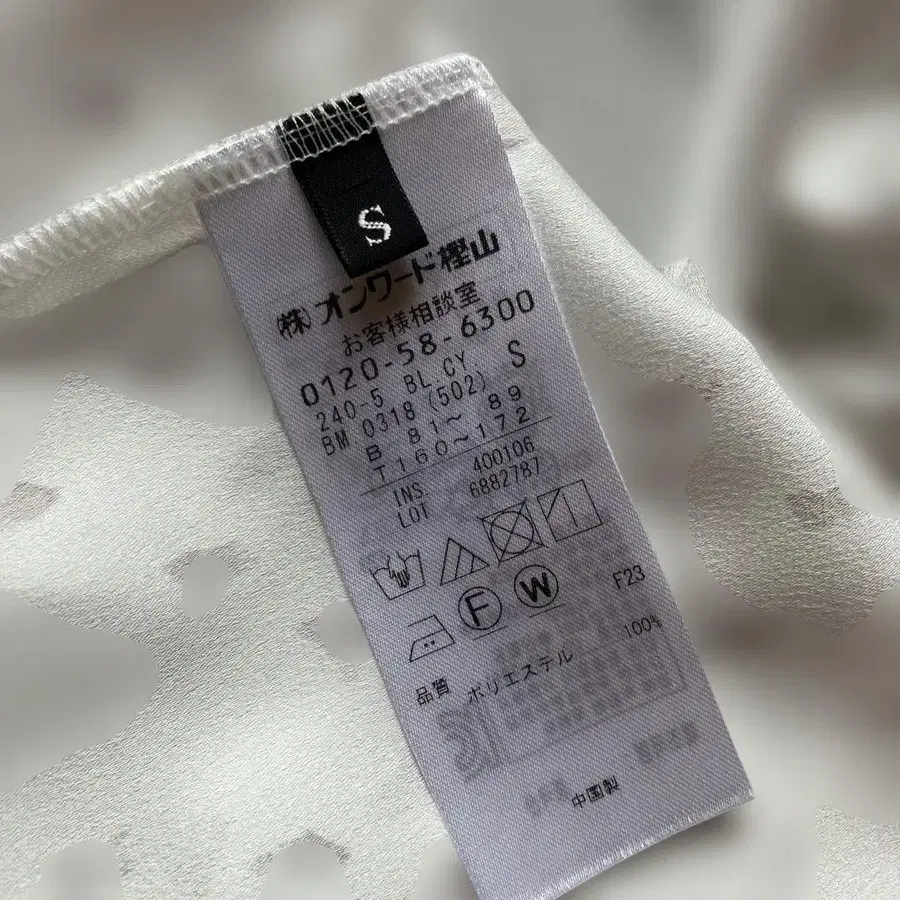 S
(株)オンワード樫山
お客様相談室
0120-58-6300
240-5 BL CY S
BM 0318 (502)
B 81~ 89
T160~172
INS 400106
LOT 6882787
F W
F23
品質 ポリエステル 100%
中国製